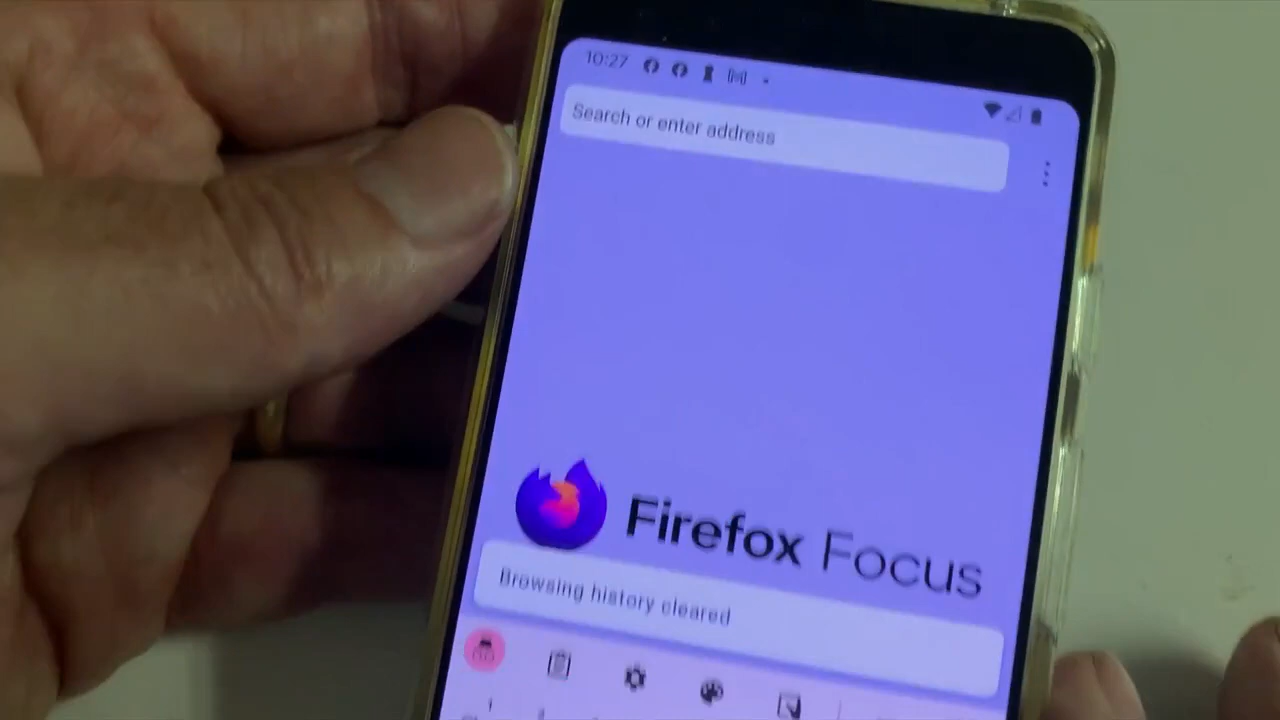 10:27
Search or enter address
Firefox Focus
Browsing history cleared